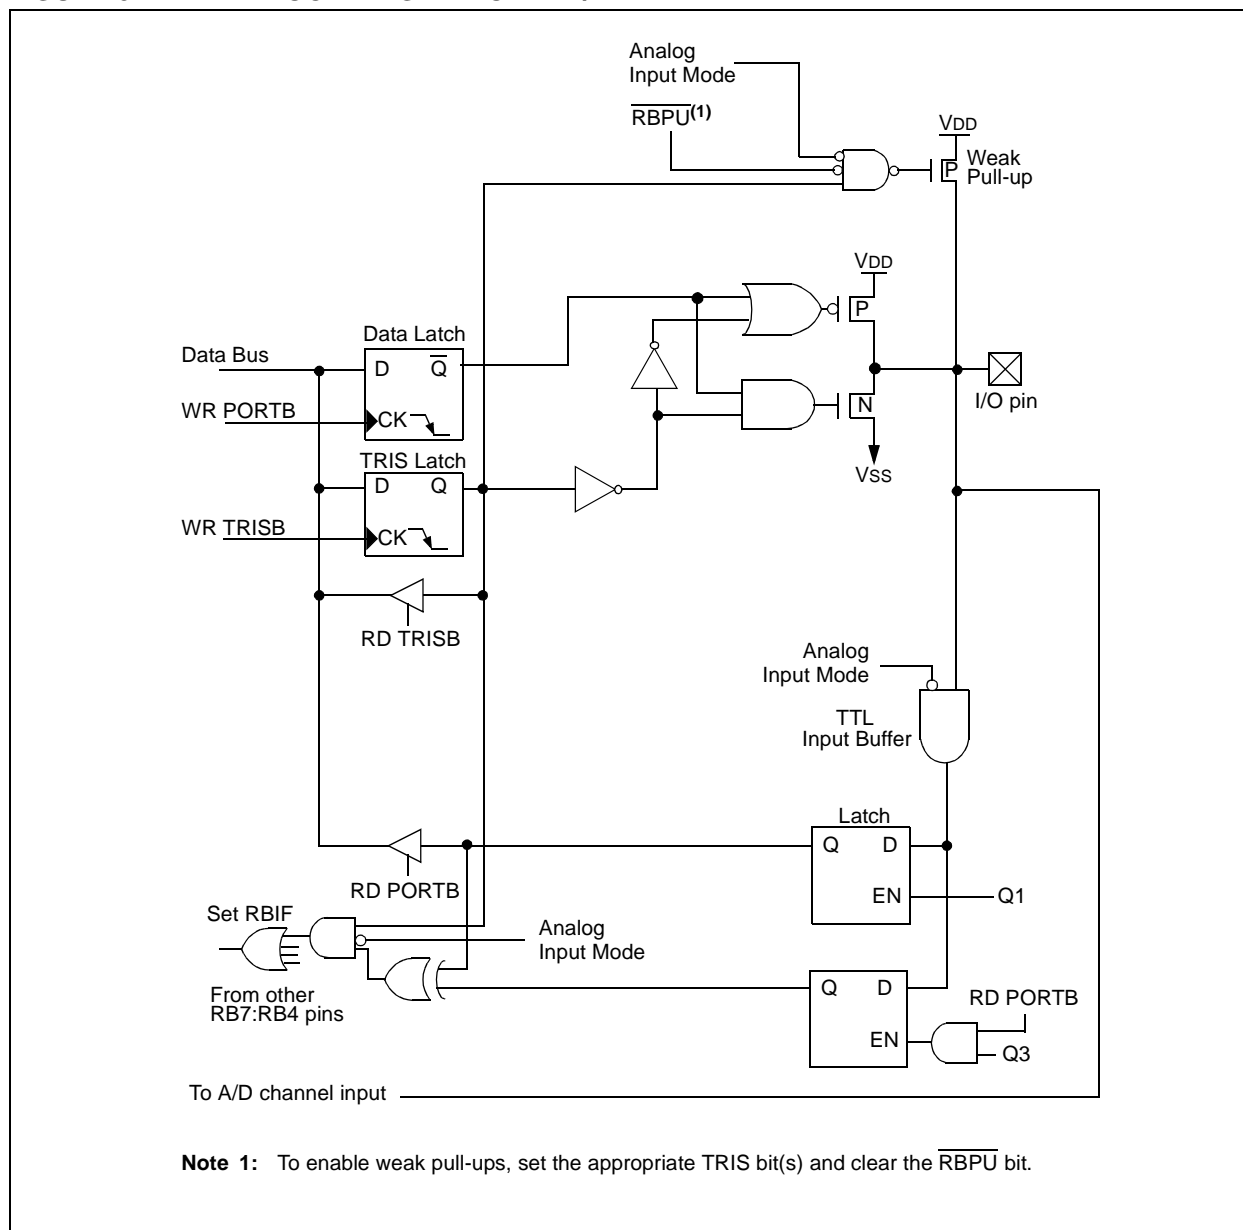 Analog
Input Mode
RBPU(1)
VDD
P
Weak
Pull-up
VDD
P
Data Latch
Data Bus
D
Q
WR PORTB
CK
N
I/O pin
VSS
TRIS Latch
D
Q
WR TRISB
CK
RD TRISB
Analog
Input Mode
TTL
Input Buffer
Latch
Q
D
EN
Q1
RD PORTB
Set RBIF
Analog
Input Mode
From other
RB7:RB4 pins
Q
D
EN
RD PORTB
Q3
To A/D channel input
Note 1: To enable weak pull-ups, set the appropriate TRIS bit(s) and clear the RBPU bit.